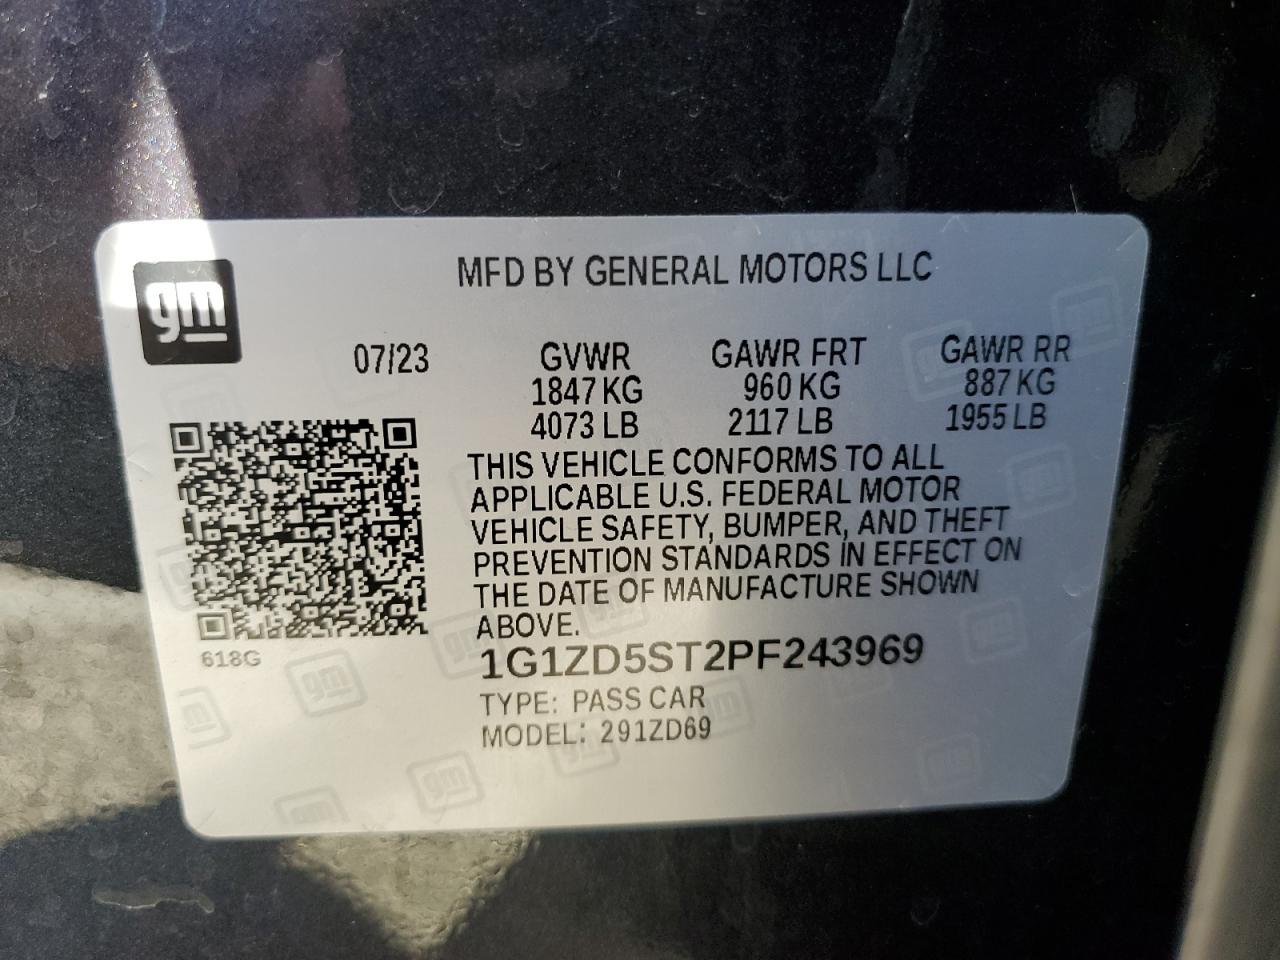 gm
MFD BY GENERAL MOTORS LLC
07/23 GVWR GAWR FRT GAWR RR
1847 KG 960 KG 887 KG
4073 LB 2117 LB 1955 LB
THIS VEHICLE CONFORMS TO ALL
APPLICABLE U.S. FEDERAL MOTOR
VEHICLE SAFETY, BUMPER, AND THEFT
PREVENTION STANDARDS IN EFFECT ON
THE DATE OF MANUFACTURE SHOWN
ABOVE.
618G
1G1ZD5ST2PF243969
TYPE: PASS CAR
MODEL: 291ZD69